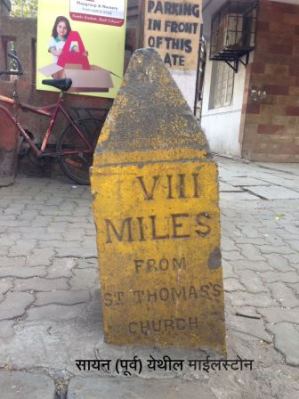 PARKING
IN FRONT
OF THIS
GATE
VIII
MILES
FROM
ST. THOMAS'S
CHURCH
सायन (पूर्व) येथील माईलस्टोन